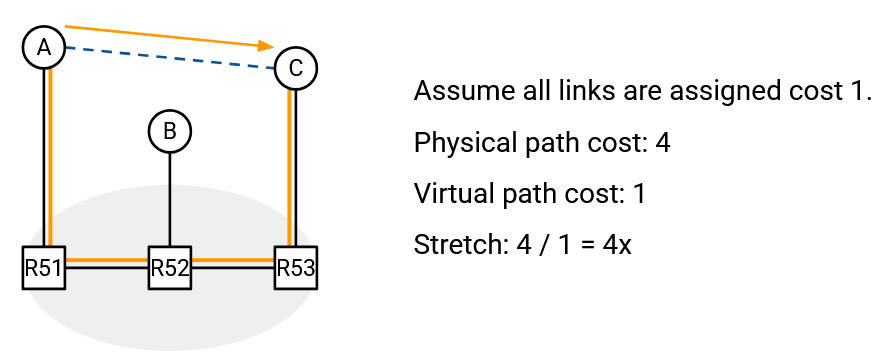 A
C
B
R51
R52
R53
Assume all links are assigned cost 1.
Physical path cost: 4
Virtual path cost: 1
Stretch: 4 / 1 = 4x